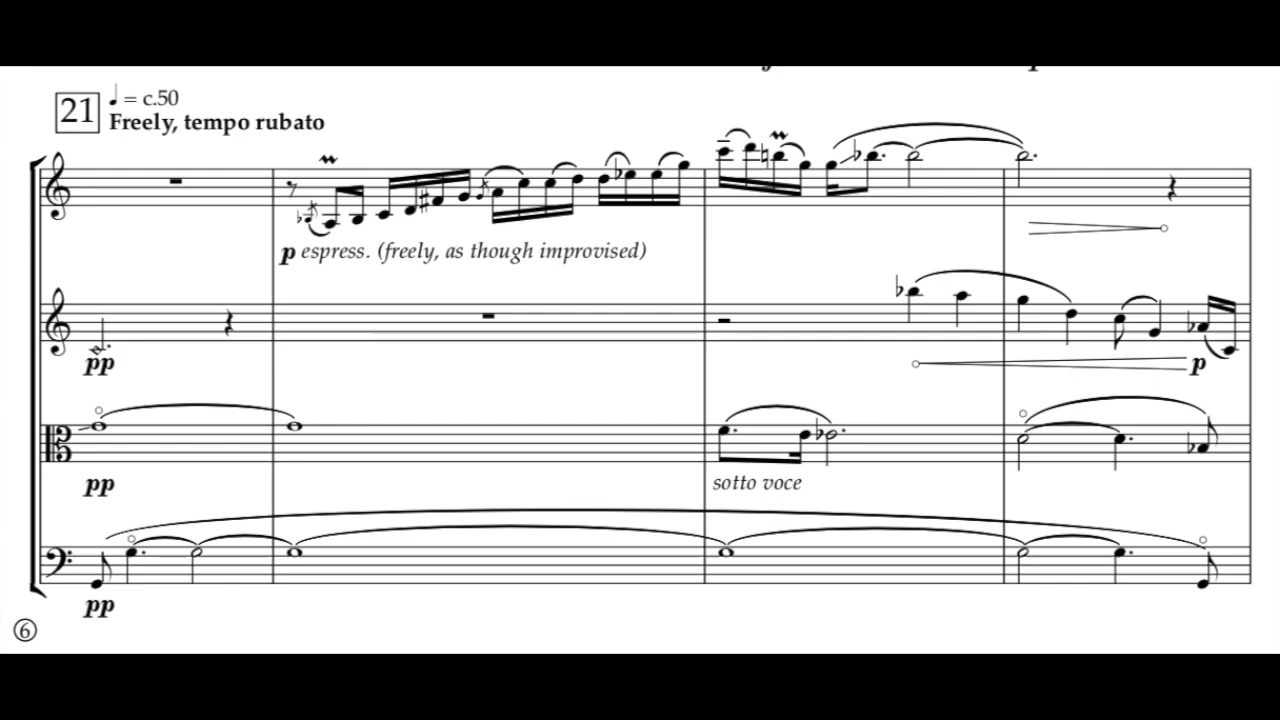 21
♩ = c.50
Freely, tempo rubato
p espress. (freely, as though improvised)
pp
p
pp
sotto voce
pp
6